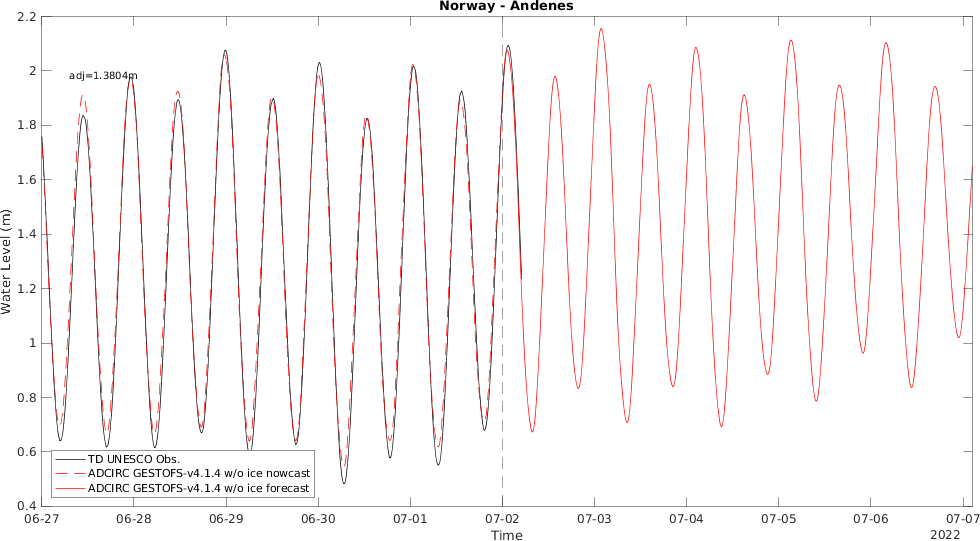 Norway - Andenes
2.2
2
adj=1.3804m
1.8
1.6
1.4
1.2
1
0.8
0.6
0.4
Water Level (m)
TD UNESCO Obs.
ADCIRC GESTOFS-v4.1.4 w/o ice nowcast
ADCIRC GESTOFS-v4.1.4 w/o ice forecast
06-27 06-28 06-29 06-30 07-01 07-02 07-03 07-04 07-05 07-06 07-07
Time
2022